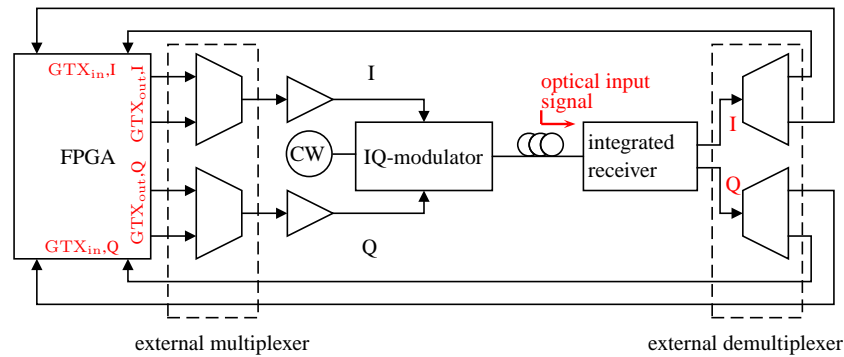 GTXin,I
GTXout,I
FPGA
GTXout,Q
GTXin,Q
I
CW
IQ-modulator
Q
optical input
signal
integrated
receiver
I
Q
external multiplexer
external demultiplexer